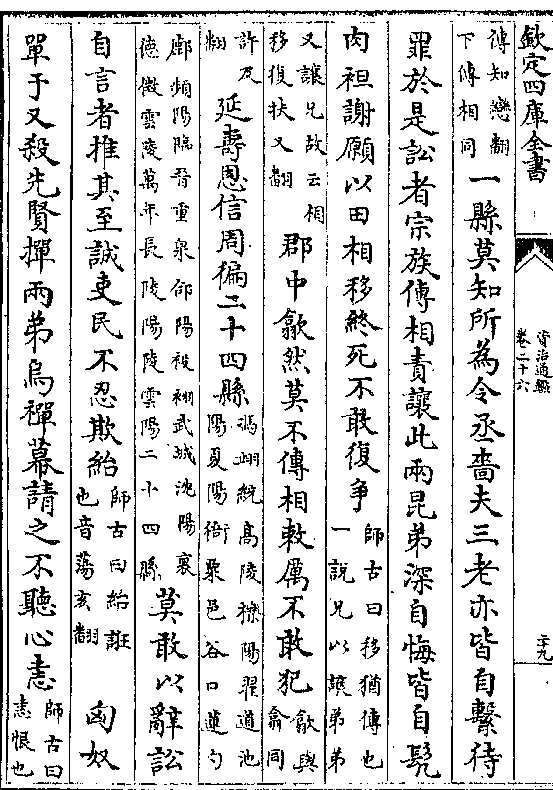 欽定四庫全書
資治通鑑
卷二十六
二十九
傳知戀翻
下傳相同
一縣莫知所為令丞嗇夫三老亦皆自繫待
罪於是訟者宗族傳相責讓此兩昆弟深自悔皆自髠
肉袒謝願以田相移終死不敢復争
師古曰移猶傳也
一說兄以讓弟弟
又讓兄故云相
移復扶又翻
郡中歙然莫不傳相敕厲不敢犯
歙與
翕同
許及
翻
延壽恩信周徧二十四縣
馮翊統高陵櫟陽翟道池
陽夏陽衙粟邑谷口蓮勺
鄜頻陽臨晉重泉郃陽祋祤武城沈陽褱
德徵雲陵萬年長陵陽陵雲陽二十四縣
莫敢以辭訟
自言者推其至誠吏民不忍欺紿
師古曰紿誑
也音蕩亥翻
匈奴
單于又殺先賢撣兩弟烏禪幕請之不聽心恚
師古曰
恚恨也